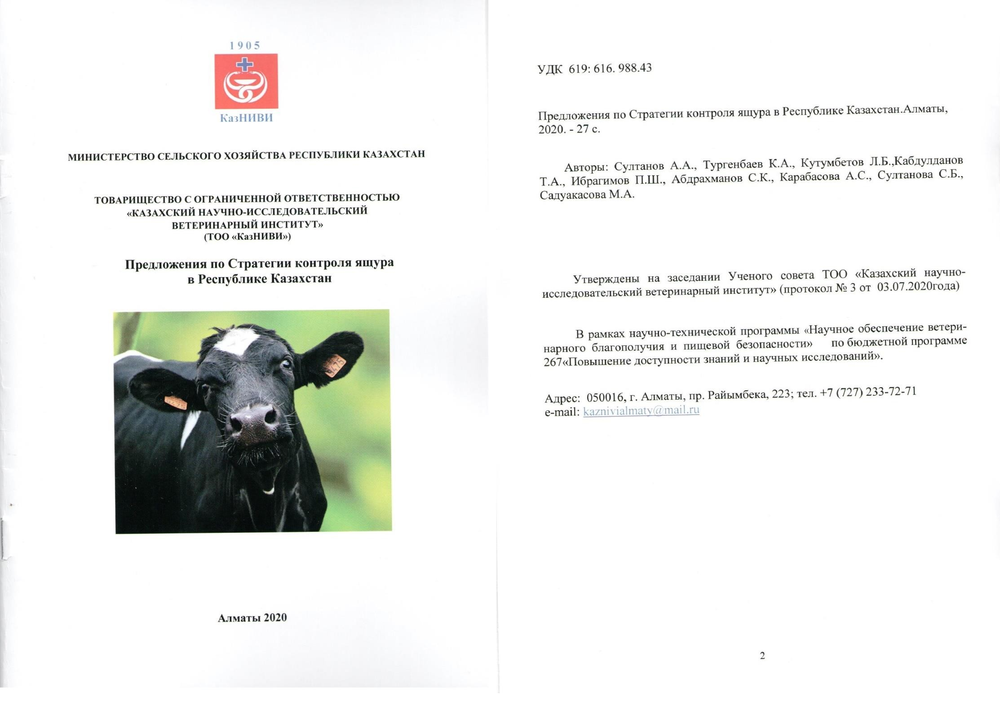 1905
КазНИВИ
МИНИСТЕРСТВО СЕЛЬСКОГО ХОЗЯЙСТВА РЕСПУБЛИКИ КАЗАХСТАН
ТОВАРИЩЕСТВО С ОГРАНИЧЕННОЙ ОТВЕТСТВЕННОСТЬЮ
«КАЗАХСКИЙ НАУЧНО-ИССЛЕДОВАТЕЛЬСКИЙ
ВЕТЕРИНАРНЫЙ ИНСТИТУТ»
(ТОО «КазНИВИ»)
Предложения по Стратегии контроля ящура
в Республике Казахстан
9475
9475
Алматы 2020
УДК 619: 616. 988.43
Предложения по Стратегии контроля ящура в Республике Казахстан.Алматы,
2020. - 27 с.
Авторы: Султанов А.А., Тургенбаев К.А., Кутумбетов Л.Б.,Кабдулданов
Т.А., Ибрагимов П.Ш., Абдрахманов С.К., Карабасова А.С., Султанова С.Б.,
Садуакасова М.А.
Утверждены на заседании Ученого совета ТОО «Казахский научно-
исследовательский ветеринарный институт» (протокол № 3 от 03.07.2020года)
В рамках научно-технической программы «Научное обеспечение ветери-
нарного благополучия и пищевой безопасности» по бюджетной программе
267«Повышение доступности знаний и научных исследований».
Адрес: 050016, г. Алматы, пр. Райымбека, 223; тел. +7 (727) 233-72-71
e-mail: kaznivialmaty@mail.ru
2